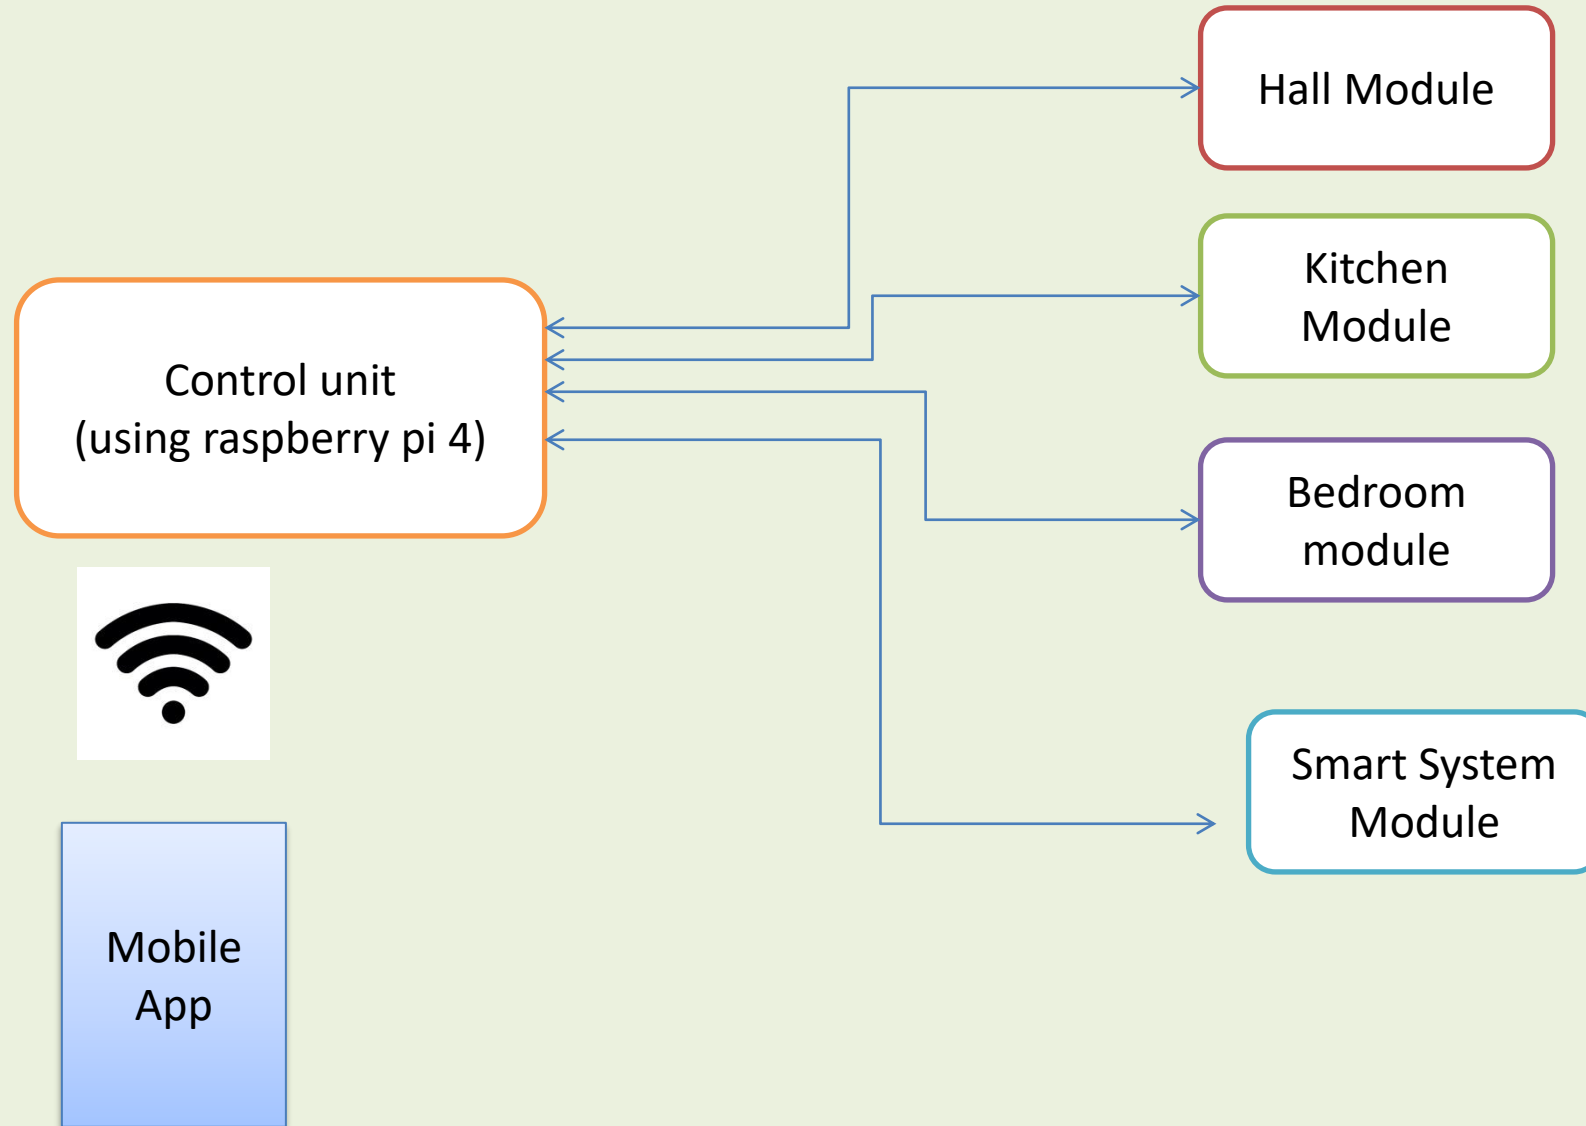 Hall Module
Kitchen
Module
Control unit
(using raspberry pi 4)
Bedroom
module
Smart System
Module
Mobile
App